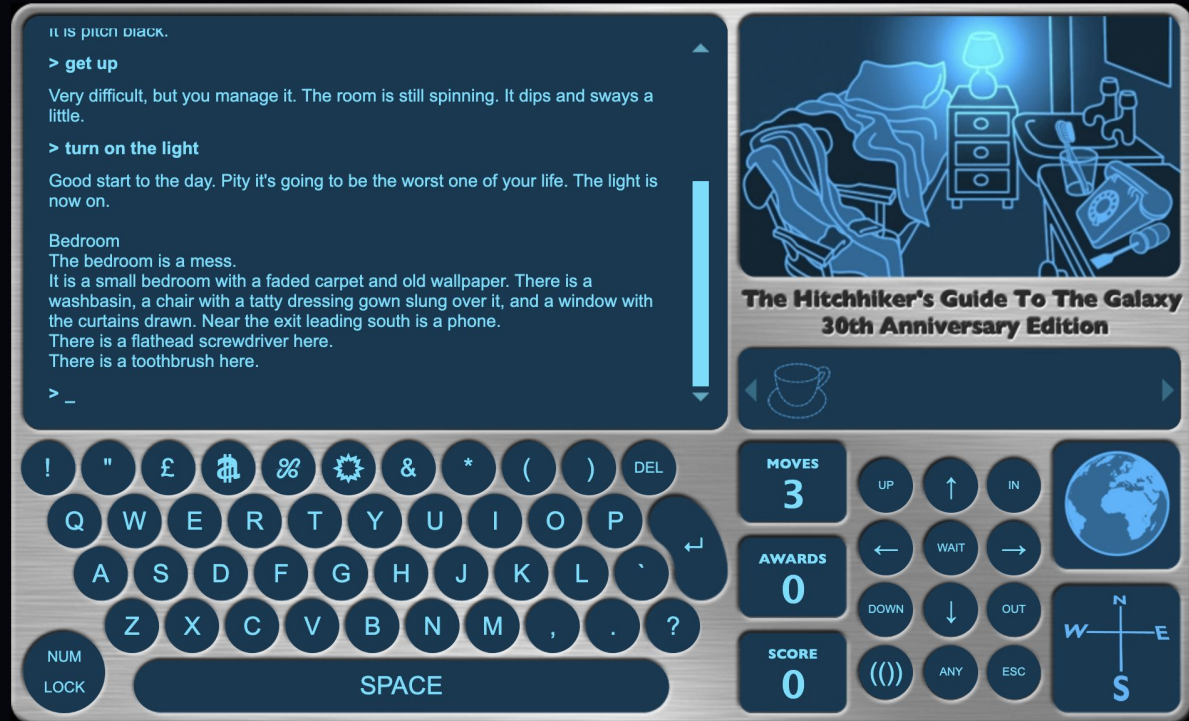 It is pitch black.
> get up
Very difficult, but you manage it. The room is still spinning. It dips and sways a
little.
> turn on the light
Good start to the day. Pity it's going to be the worst one of your life. The light is
now on.
Bedroom
The bedroom is a mess.
It is a small bedroom with a faded carpet and old wallpaper. There is a
washbasin, a chair with a tatty dressing gown slung over it, and a window with
the curtains drawn. Near the exit leading south is a phone.
There is a flathead screwdriver here.
There is a toothbrush here.
> _
The Hitchhiker's Guide To The Galaxy
30th Anniversary Edition
! " £ & * ( ) DEL
Q W E R T Y U I O P ↵
A S D F G H J K L `
Z X C V B N M , . ?
NUM
LOCK
SPACE
MOVES
3
AWARDS
0
SCORE
0
UP ↑ IN
← WAIT →
DOWN ↓ OUT
(()) ANY ESC
N
W E
S